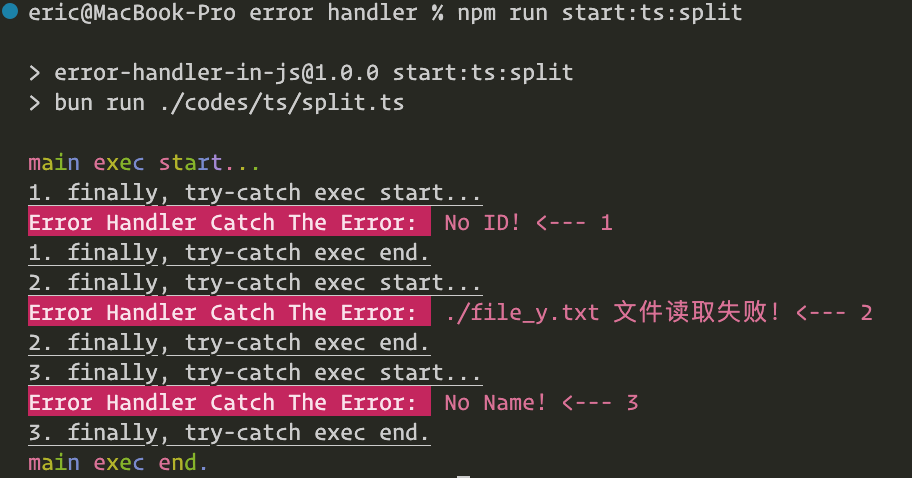 eric@MacBook-Pro error handler % npm run start:ts:split
> error-handler-in-js@1.0.0 start:ts:split
> bun run ./codes/ts/split.ts
main exec start...
1. finally, try-catch exec start...
Error Handler Catch The Error: No ID! <--- 1
1. finally, try-catch exec end.
2. finally, try-catch exec start...
Error Handler Catch The Error: ./file_y.txt 文件读取失败! <--- 2
2. finally, try-catch exec end.
3. finally, try-catch exec start...
Error Handler Catch The Error: No Name! <--- 3
3. finally, try-catch exec end.
main exec end.